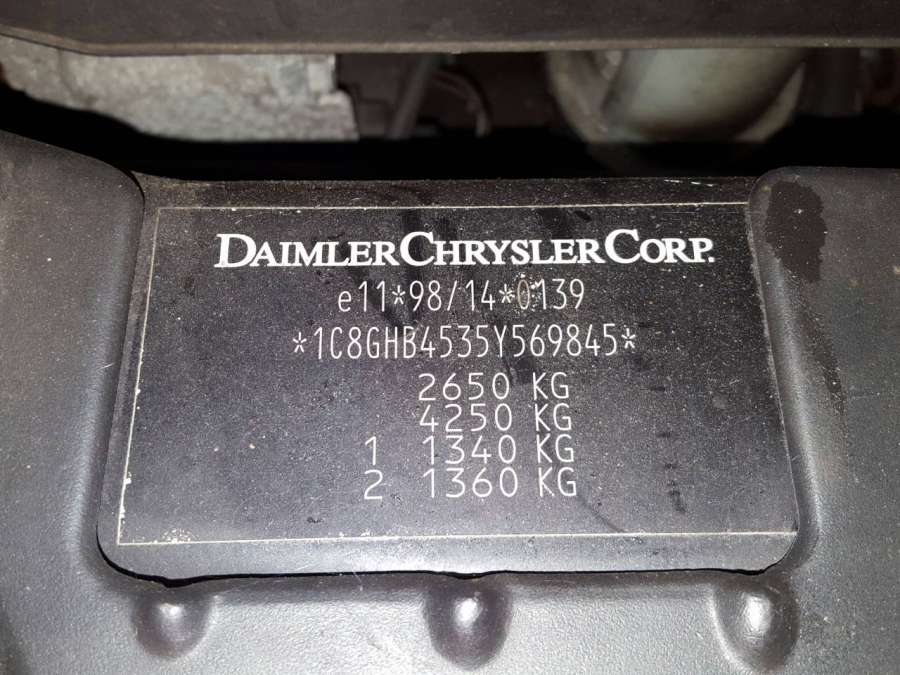 DAIMLERCHRYSLER CORP.
e11*98/14*0139
*1C8GHB4535Y569845*
2650 KG
4250 KG
1 1340 KG
2 1360 KG